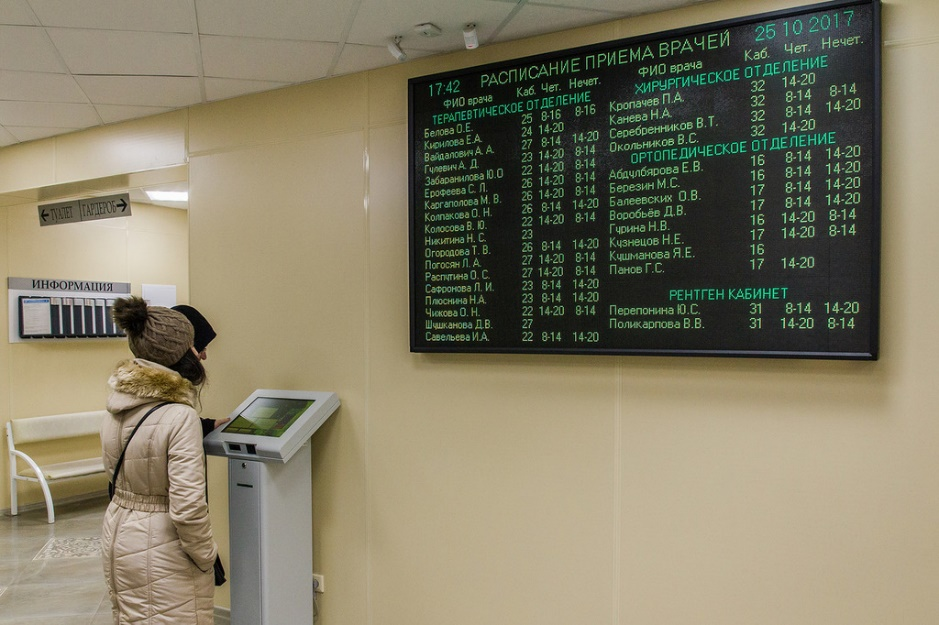 17:42 РАСПИСАНИЕ ПРИЕМА ВРАЧЕЙ 25 10 2017
ФИО врача Каб. Чет. Нечет.
ТЕРАПЕВТИЧЕСКОЕ ОТДЕЛЕНИЕ
Белова О.Е. 25 8-16 8-16
Кирилова Е.А. 24 14-20
Вайдалович А. А. 27 8-14 14-20
Гулевич А. Д. 23 14-20 8-14
Забаранилова Ю.О 22 14-20 8-14
Ерофеева С. Л. 26 14-20 8-14
Каргаполова М. В. 26 14-20 8-14
Колпакова О. Н. 26 8-14 14-20
Колосова В. Ю. 22 14-20 8-14
Никитина Н. С. 23
Огородова Т. В. 26 8-14 14-20
Погосян Л. А. 27 14-20 8-14
Распутина О. С. 27 14-20 8-14
Сафронова Л. И. 23 8-14 14-20
Плюснина Н.А. 23 8-14 14-20
Чижова О. Н. 22 14-20 8-14
Шушканова Д.В. 27
Савельева И.А. 22 8-14 14-20
ФИО врача Каб. Чет. Нечет.
ХИРУРГИЧЕСКОЕ ОТДЕЛЕНИЕ
Кропачев П.А. 32 14-20
Канева Н.А. 32 8-14 8-14
Серебренников В.Т. 32 8-14 14-20
Окольников В.С. 32 14-20
ОРТОПЕДИЧЕСКОЕ ОТДЕЛЕНИЕ
Абдулбярова Е.В. 16 8-14 14-20
Березин М.С. 16 8-14 14-20
Балеевских О.В. 17 8-14 14-20
Воробьёв Д.В. 17 8-14 14-20
Гурина Н.В. 16 14-20 8-14
Кузнецов Н.Е. 17 14-20 8-14
Кушманова Я.Е. 16
Панов Г.С. 17 14-20
РЕНТГЕН КАБИНЕТ
Перепонина Ю.С. 31 8-14 14-20
Поликарпова В.В. 31 14-20 8-14
ТУАЛЕТ ГАРДЕРОБ
ИНФОРМАЦИЯ